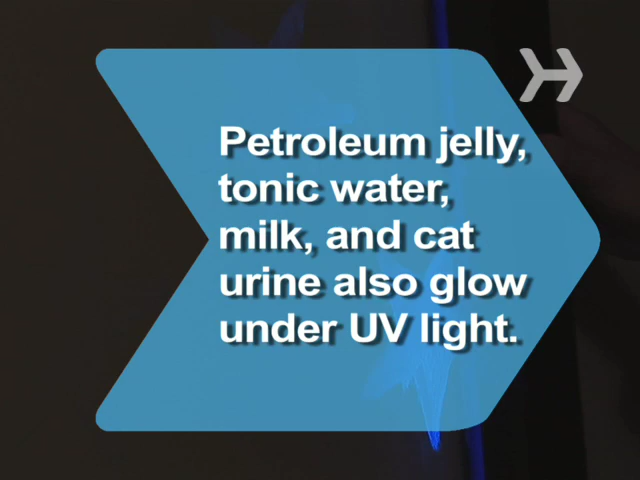 Petroleum jelly,
tonic water,
milk, and cat
urine also glow
under UV light.